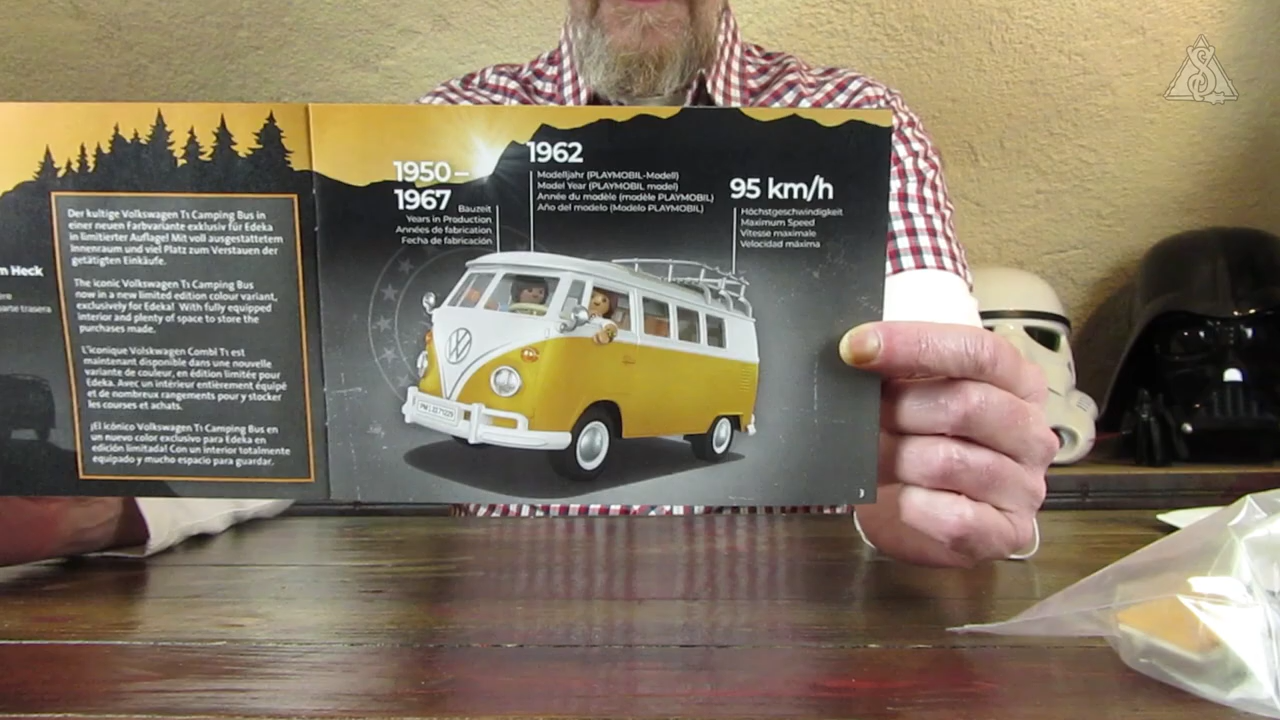 m Heck
ere
uarte trasera
Der kultige Volkswagen T1 Camping Bus in
einer neuen Farbvariante exklusiv für Edeka
in limitierter Auflage! Mit voll ausgestattetem
Innenraum und viel Platz zum Verstauen der
getätigten Einkäufe.
The iconic Volkswagen T1 Camping Bus
now in a new limited edition colour variant,
exclusively for Edeka! With fully equipped
interior and plenty of space to store the
purchases made.
L'iconique Volskwagen Combi T1 est
maintenant disponible dans une nouvelle
variante de couleur, en édition limitée pour
Edeka. Avec un intérieur entièrement équipé
et de nombreux rangements pour y stocker
les courses et achats.
¡El icónico Volkswagen T1 Camping Bus en
un nuevo color exclusivo para Edeka en
edición limitada! Con un interior totalmente
equipado y mucho espacio para guardar.
1950–
1967 Bauzeit
Years in Production
Années de fabrication
Fecha de fabricación
1962
Modelljahr (PLAYMOBIL-Modell)
Model Year (PLAYMOBIL model)
Année du modèle (modèle PLAYMOBIL)
Año del modelo (Modelo PLAYMOBIL)
95 km/h
Höchstgeschwindigkeit
Maximum Speed
Vitesse maximale
Velocidad máxima
VW